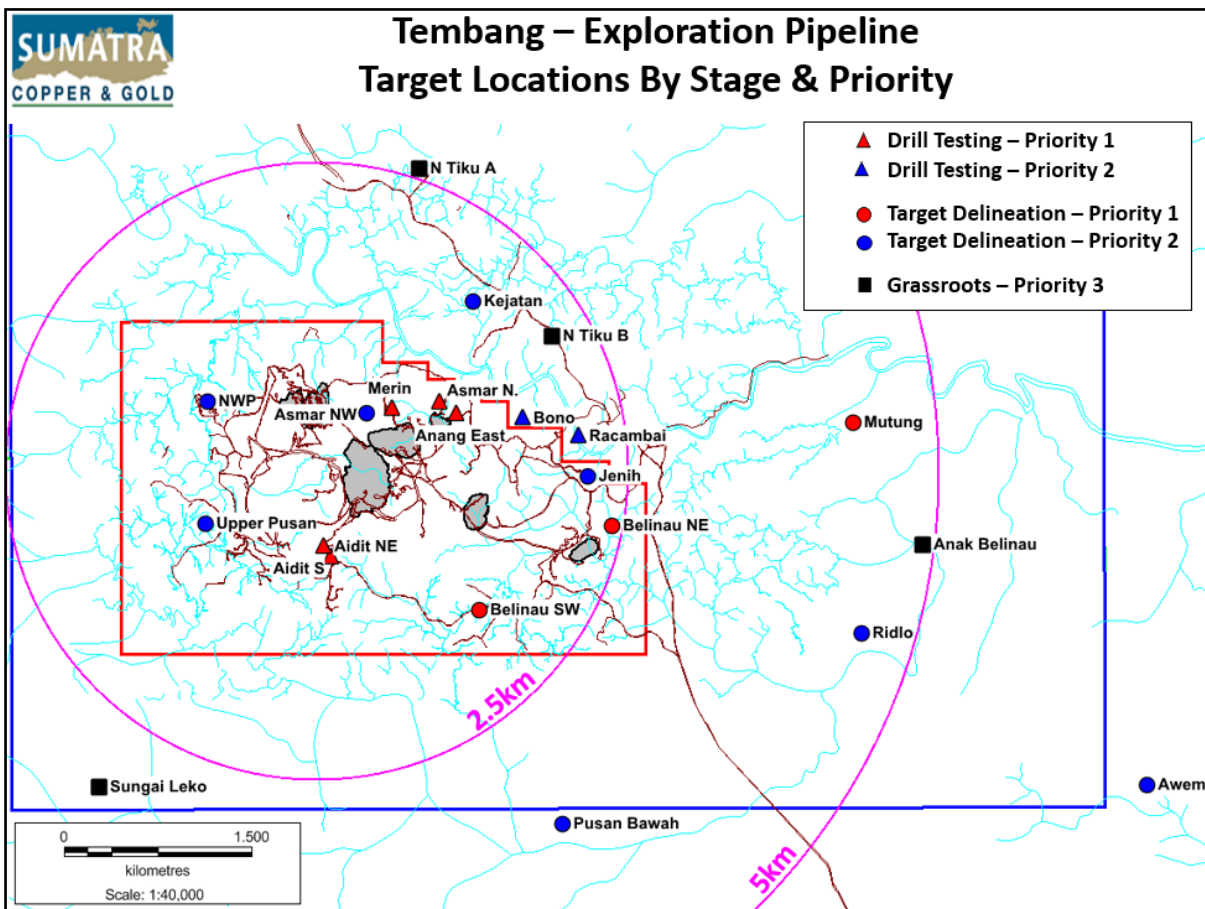 SUMATRA
COPPER & GOLD
Tembang – Exploration Pipeline
Target Locations By Stage & Priority
Drill Testing – Priority 1
Drill Testing – Priority 2
Target Delineation – Priority 1
Target Delineation – Priority 2
Grassroots – Priority 3
N Tiku A
Kejatan
N Tiku B
Merin
Asmar N.
NWP
Asmar NW
Bono
Mutung
Anang East
Racambai
Jenih
Upper Pusan
Belinau NE
Aidit NE
Anak Belinau
Aidit S
Belinau SW
Ridlo
2.5km
Sungai Leko
Awem
Pusan Bawah
5km
0 1.500
kilometres
Scale: 1:40,000